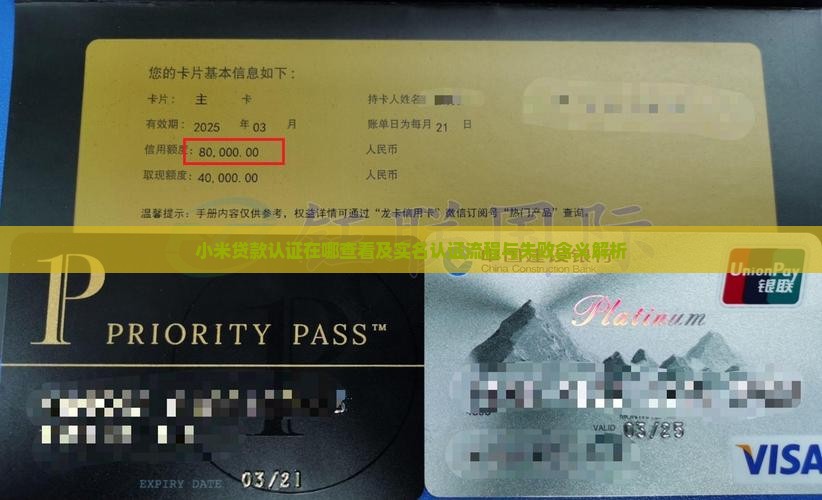 您的卡片基本信息如下：
卡片： 主 卡 持卡人姓名
有效期： 2025 年 03 月 账单日为每月 21 日
信用额度： 80,000.00 人民币
取现额度： 40,000.00 人民币
温馨提示：手册内容仅供参考，权益详情可通过“龙卡信用卡”微信订阅号“热门产品”查询。
小米贷款认证在哪查看及实名认证流程与失败含义解析
China Construction Bank
UnionPay
银联
Platinum
PRIORITY PASS™
VALID 03/25
VISA
EXPIRY DATE 03/21